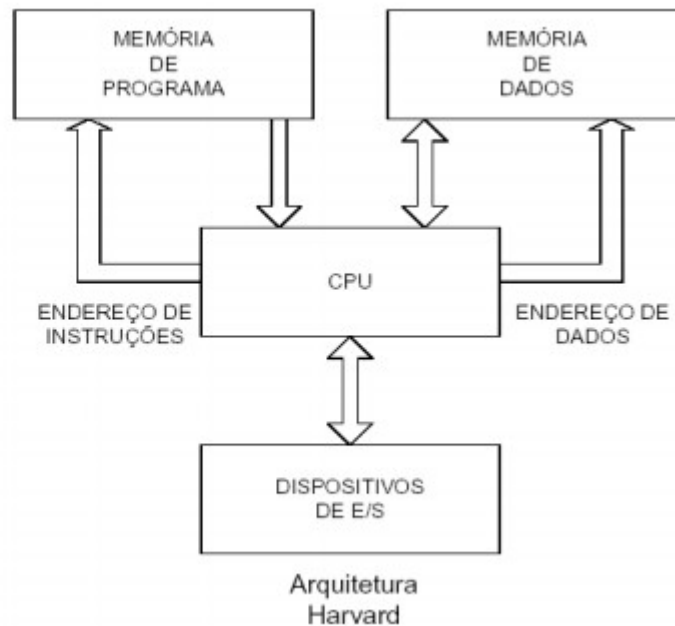 MEMÓRIA
DE
PROGRAMA
MEMÓRIA
DE
DADOS
CPU
ENDEREÇO DE
INSTRUÇÕES
ENDEREÇO DE
DADOS
DISPOSITIVOS
DE E/S
Arquitetura
Harvard